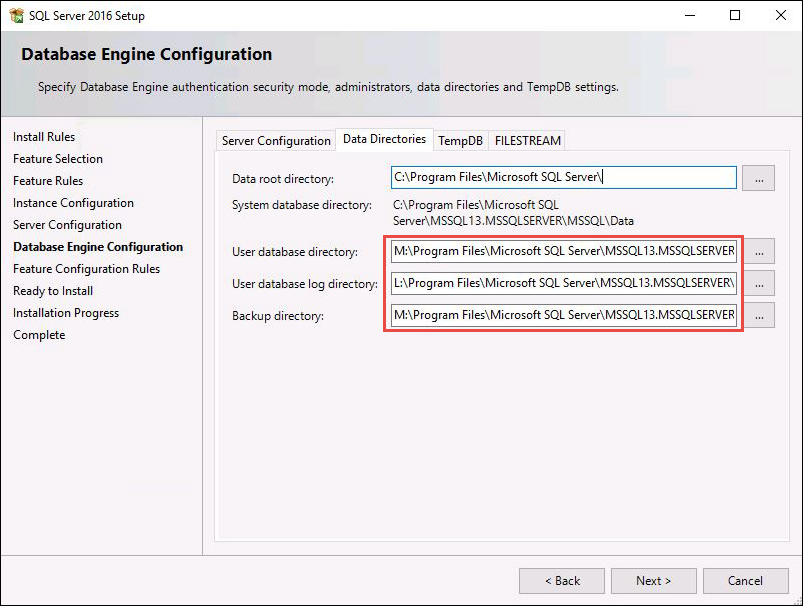 SQL Server 2016 Setup
Database Engine Configuration
Specify Database Engine authentication security mode, administrators, data directories and TempDB settings.
Install Rules
Feature Selection
Feature Rules
Instance Configuration
Server Configuration
Database Engine Configuration
Feature Configuration Rules
Ready to Install
Installation Progress
Complete
Server Configuration Data Directories TempDB FILESTREAM
Data root directory: C:\Program Files\Microsoft SQL Server\ ...
System database directory: C:\Program Files\Microsoft SQL
Server\MSSQL13.MSSQLSERVER\MSSQL\Data
User database directory: M:\Program Files\Microsoft SQL Server\MSSQL13.MSSQLSERVER ...
User database log directory: L:\Program Files\Microsoft SQL Server\MSSQL13.MSSQLSERVER\ ...
Backup directory: M:\Program Files\Microsoft SQL Server\MSSQL13.MSSQLSERVER ...
< Back Next > Cancel